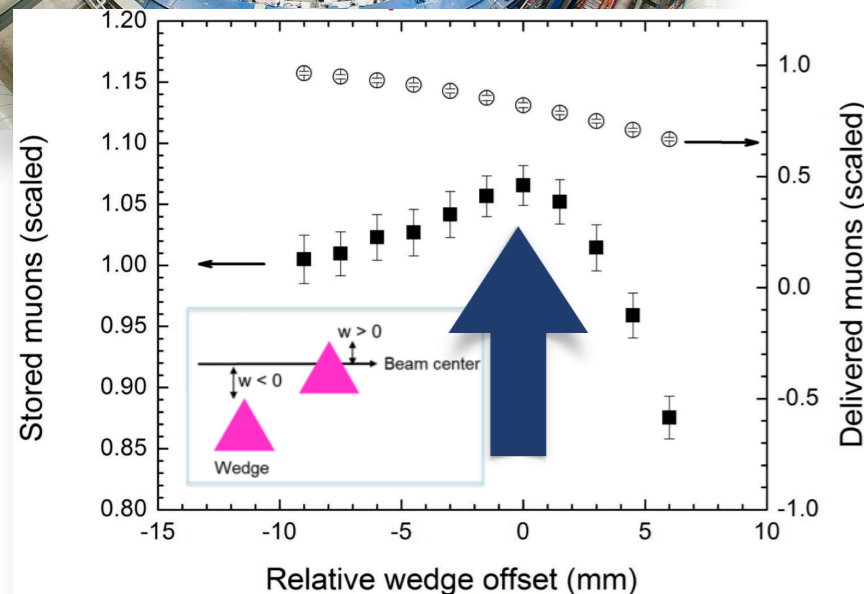 1.20
1.15
1.10
1.05
1.00
0.95
0.90
0.85
0.80
Stored muons (scaled)
1.0
0.5
0.0
-0.5
-1.0
Delivered muons (scaled)
w > 0
Beam center
w < 0
Wedge
-15 -10 -5 0 5 10
Relative wedge offset (mm)